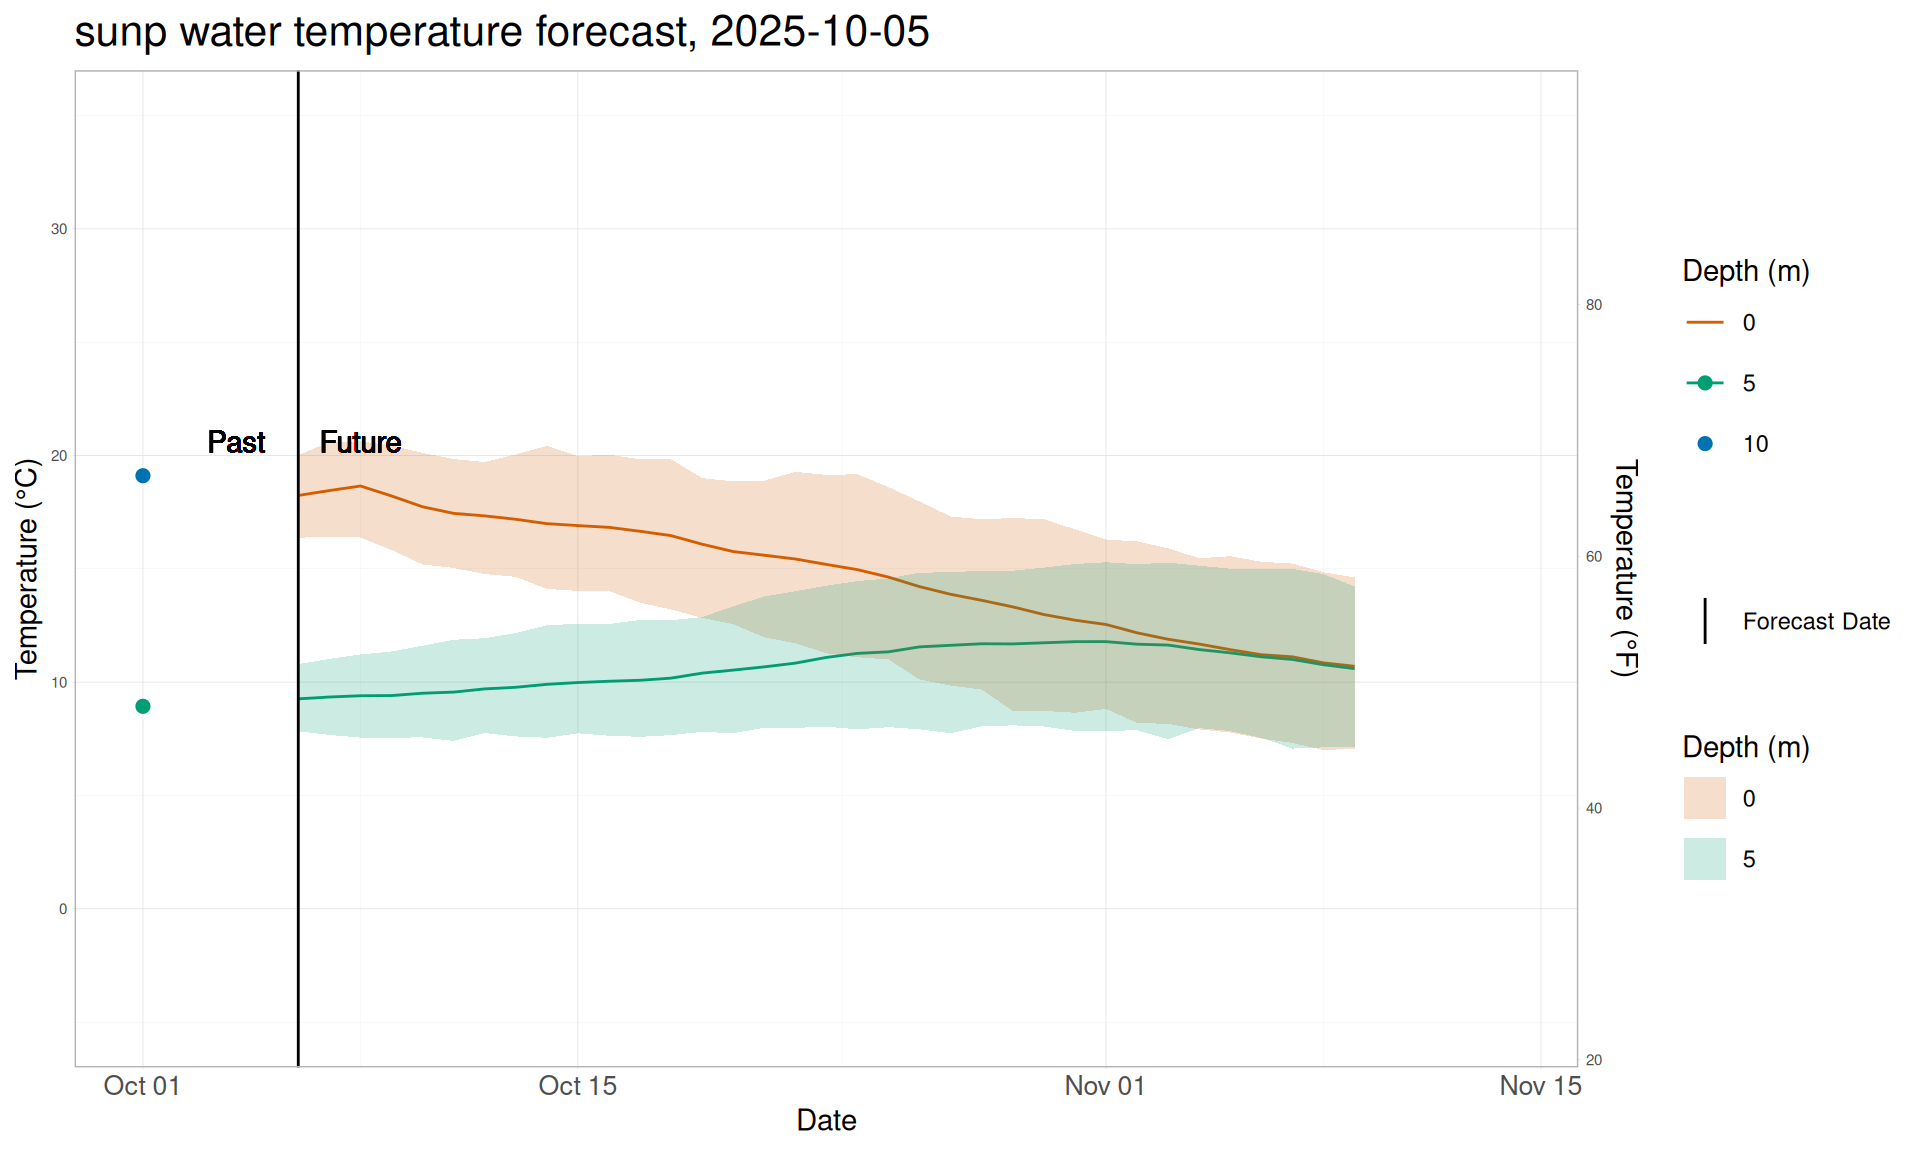 sunp water temperature forecast, 2025-10-05
Past
Future
Temperature (°C)
30
20
10
0
80
60
40
20
Temperature (°F)
Oct 01
Oct 15
Nov 01
Nov 15
Date
Depth (m)
0
5
10
Forecast Date
Depth (m)
0
5